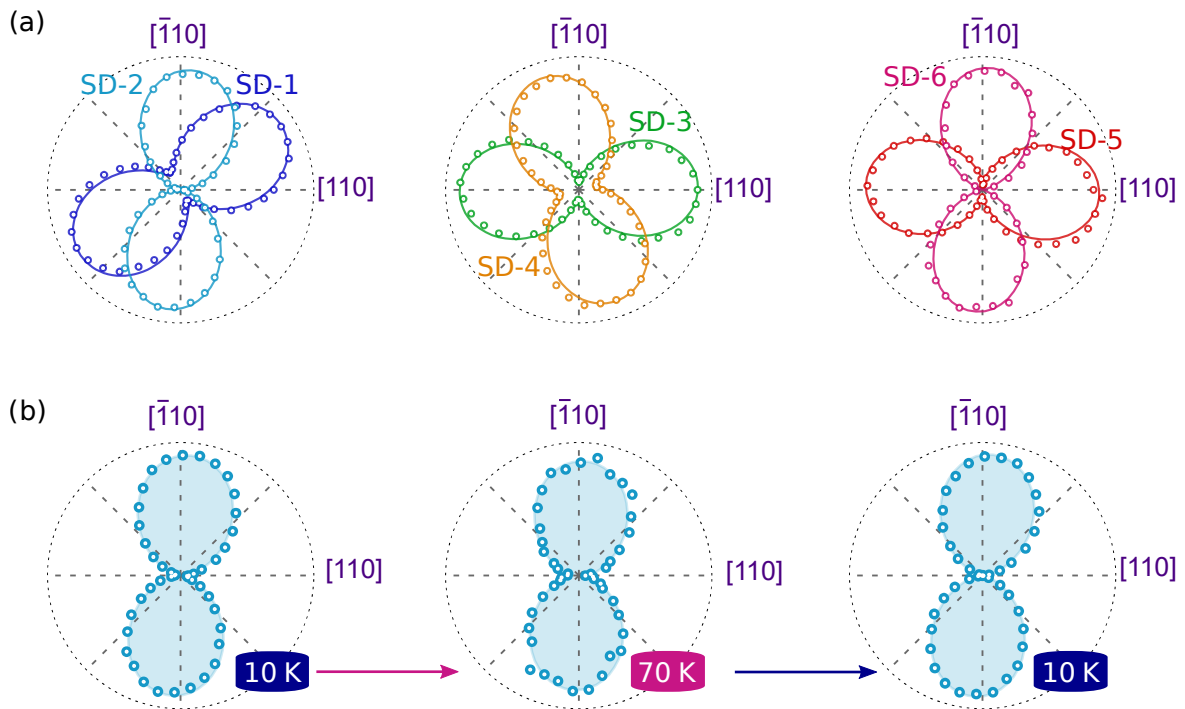 (a)
[1̄10]
[1̄10]
[1̄10]
SD-2
SD-1
SD-3
SD-6
SD-5
[110]
[110]
[110]
SD-4
(b)
[1̄10]
[1̄10]
[1̄10]
[110]
[110]
[110]
10 K
70 K
10 K